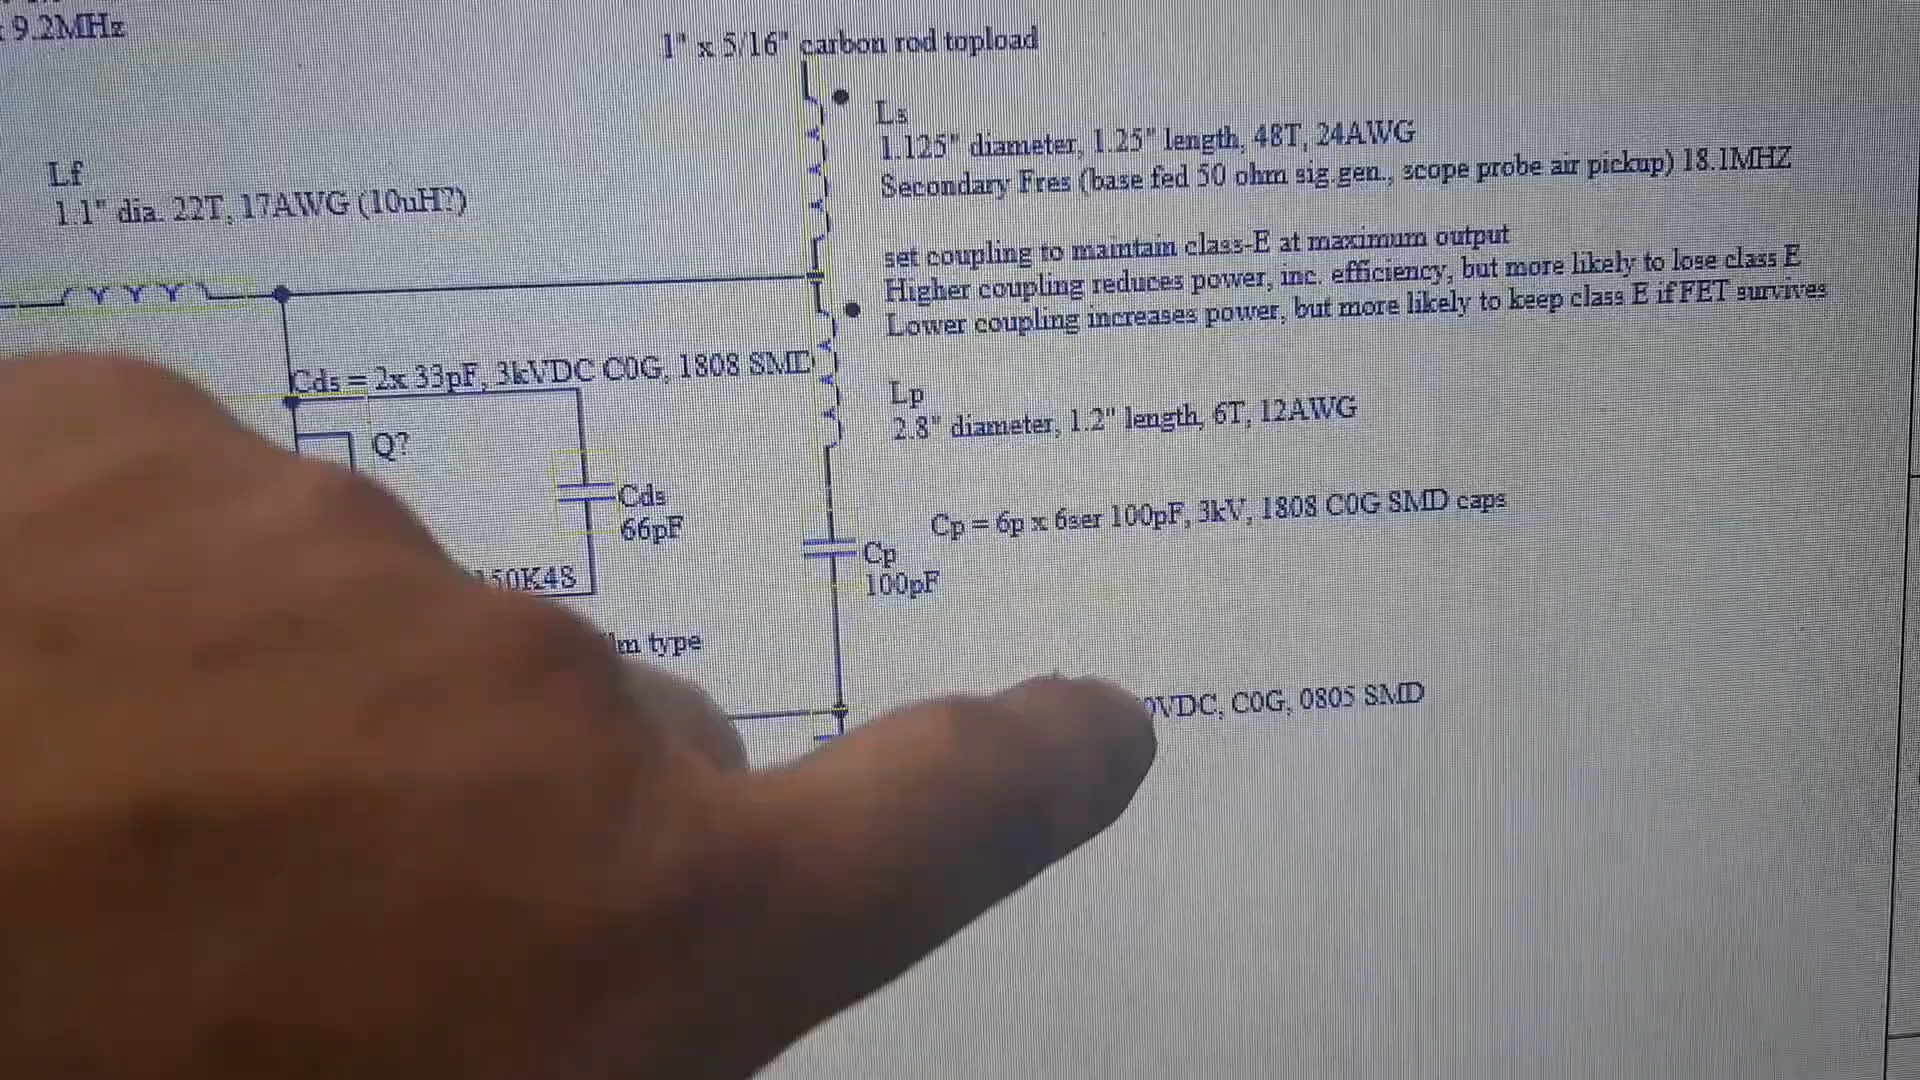 9.2MHz
1" x 5/16" carbon rod topload
Ls
1.125" diameter, 1.25" length, 48T, 24AWG
Secondary Fres (base fed 50 ohm sig.gen., scope probe air pickup) 18.1MHZ
Lf
1.1" dia. 22T, 17AWG (10uH?)
set coupling to maintain class-E at maximum output
Higher coupling reduces power, inc. efficiency, but more likely to lose class E
Lower coupling increases power, but more likely to keep class E if FET survives
Cds = 2x 33pF, 3kVDC C0G, 1808 SMD
Lp
2.8" diameter, 1.2" length, 6T, 12AWG
Q?
Cds
66pF
Cp = 6p x 6ser 100pF, 3kV, 1808 C0G SMD caps
Cp
100pF
150K4S
type
0VDC, C0G, 0805 SMD